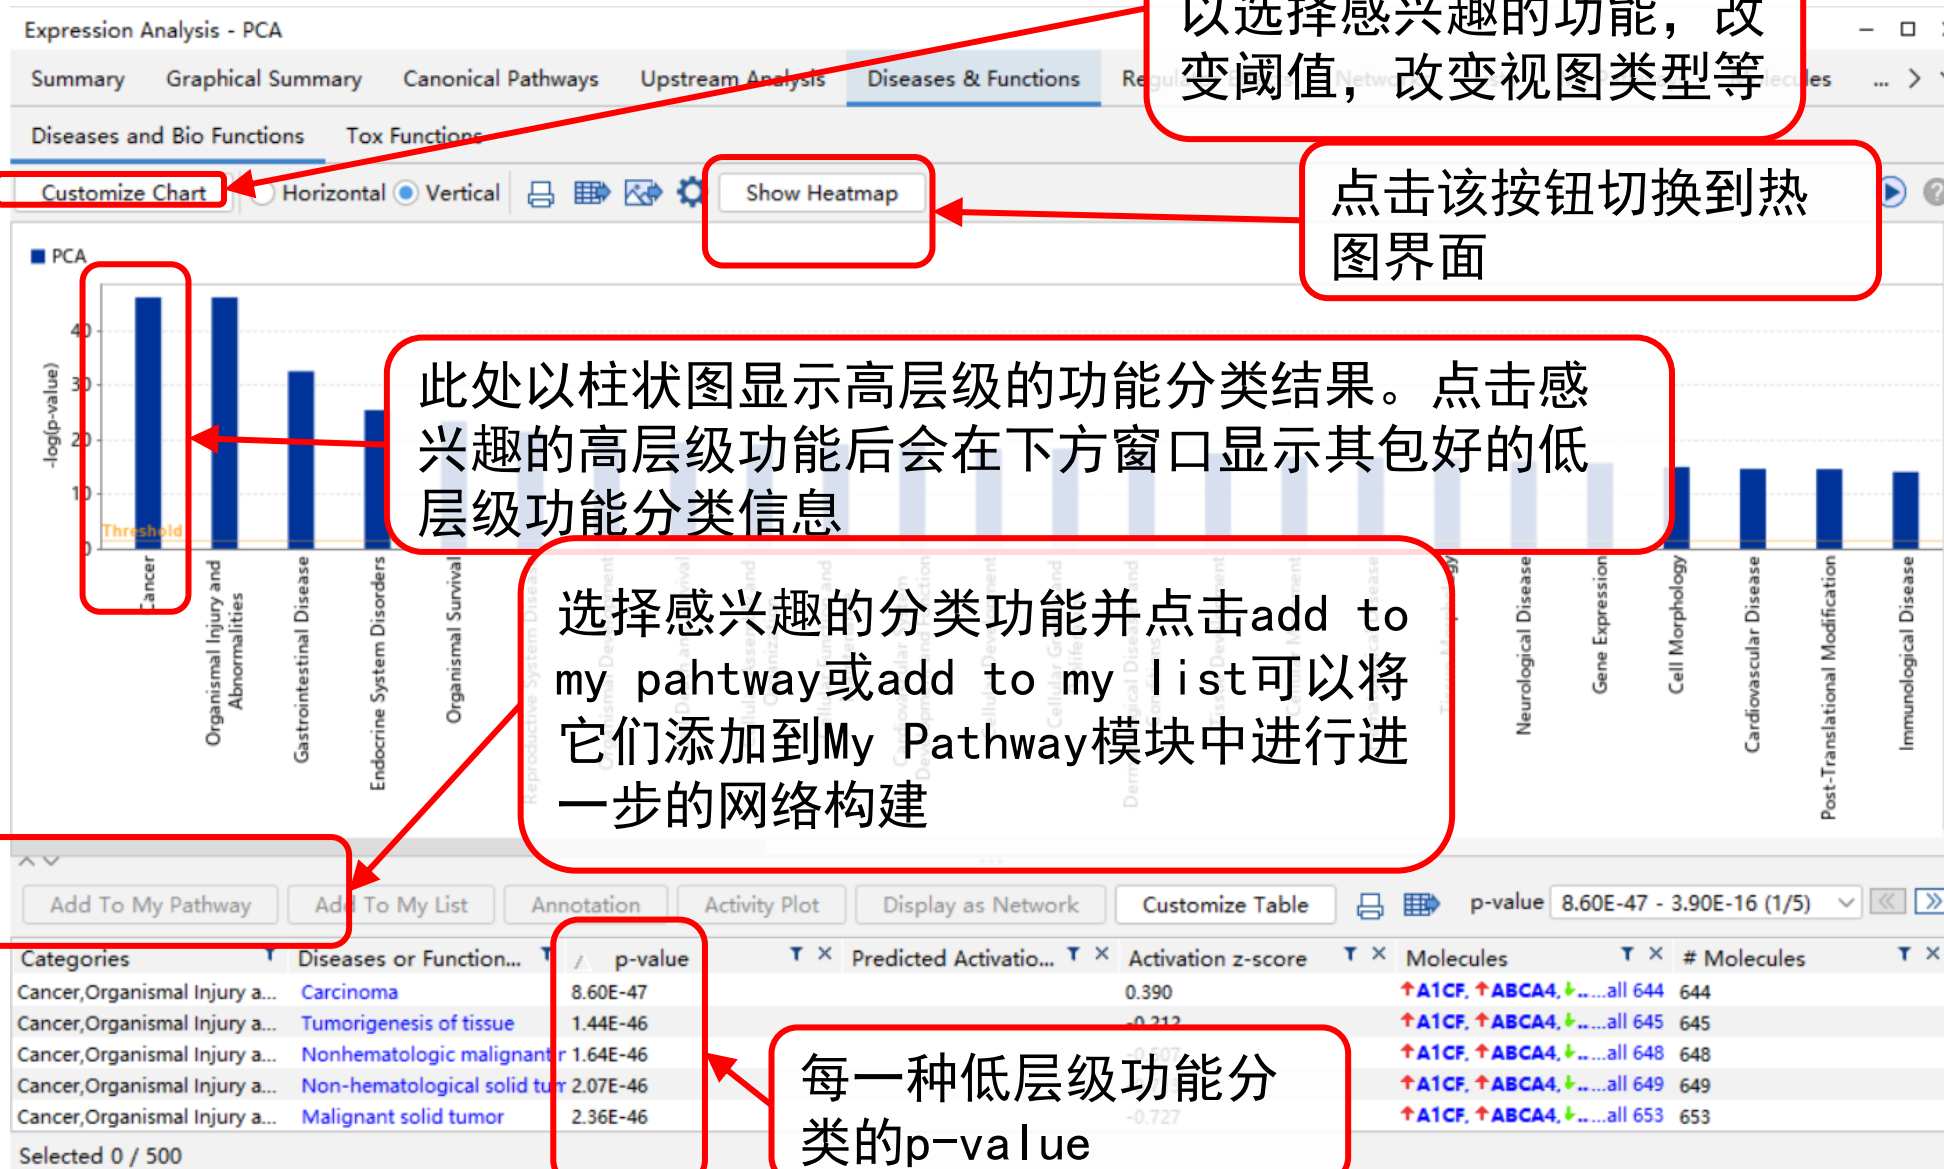 以选择感兴趣的功能，改
变阈值，改变视图类型等
Expression Analysis - PCA
Summary Graphical Summary Canonical Pathways Upstream Analysis Diseases & Functions
Diseases and Bio Functions Tox Functions
Customize Chart Horizontal Vertical Show Heatmap
点击该按钮切换到热
图界面
PCA
40
30
20
10
0
-log(p-value)
Threshold
此处以柱状图显示高层级的功能分类结果。点击感
兴趣的高层级功能后会在下方窗口显示其包好的低
层级功能分类信息
Cancer
Organismal Injury and
Abnormalities
Gastrointestinal Disease
Endocrine System Disorders
Organismal Survival
Neurological Disease
Gene Expression
Cell Morphology
Cardiovascular Disease
Post-Translational Modification
Immunological Disease
选择感兴趣的分类功能并点击add to
my pahtway或add to my list可以将
它们添加到My Pathway模块中进行进
一步的网络构建
Add To My Pathway Add To My List Annotation Activity Plot Display as Network Customize Table p-value 8.60E-47 - 3.90E-16 (1/5)
Categories Diseases or Function... p-value Predicted Activatio... Activation z-score Molecules # Molecules
Cancer,Organismal Injury a... Carcinoma 8.60E-47 0.390 ↑A1CF, ↑ABCA4, ↓.. ...all 644 644
Cancer,Organismal Injury a... Tumorigenesis of tissue 1.44E-46 -0.212 ↑A1CF, ↑ABCA4, ↓.. ...all 645 645
Cancer,Organismal Injury a... Nonhematologic malignant r 1.64E-46 ↑A1CF, ↑ABCA4, ↓.. ...all 648 648
Cancer,Organismal Injury a... Non-hematological solid tum 2.07E-46 ↑A1CF, ↑ABCA4, ↓.. ...all 649 649
Cancer,Organismal Injury a... Malignant solid tumor 2.36E-46 -0.727 ↑A1CF, ↑ABCA4, ↓.. ...all 653 653
每一种低层级功能分
类的p-value
Selected 0 / 500